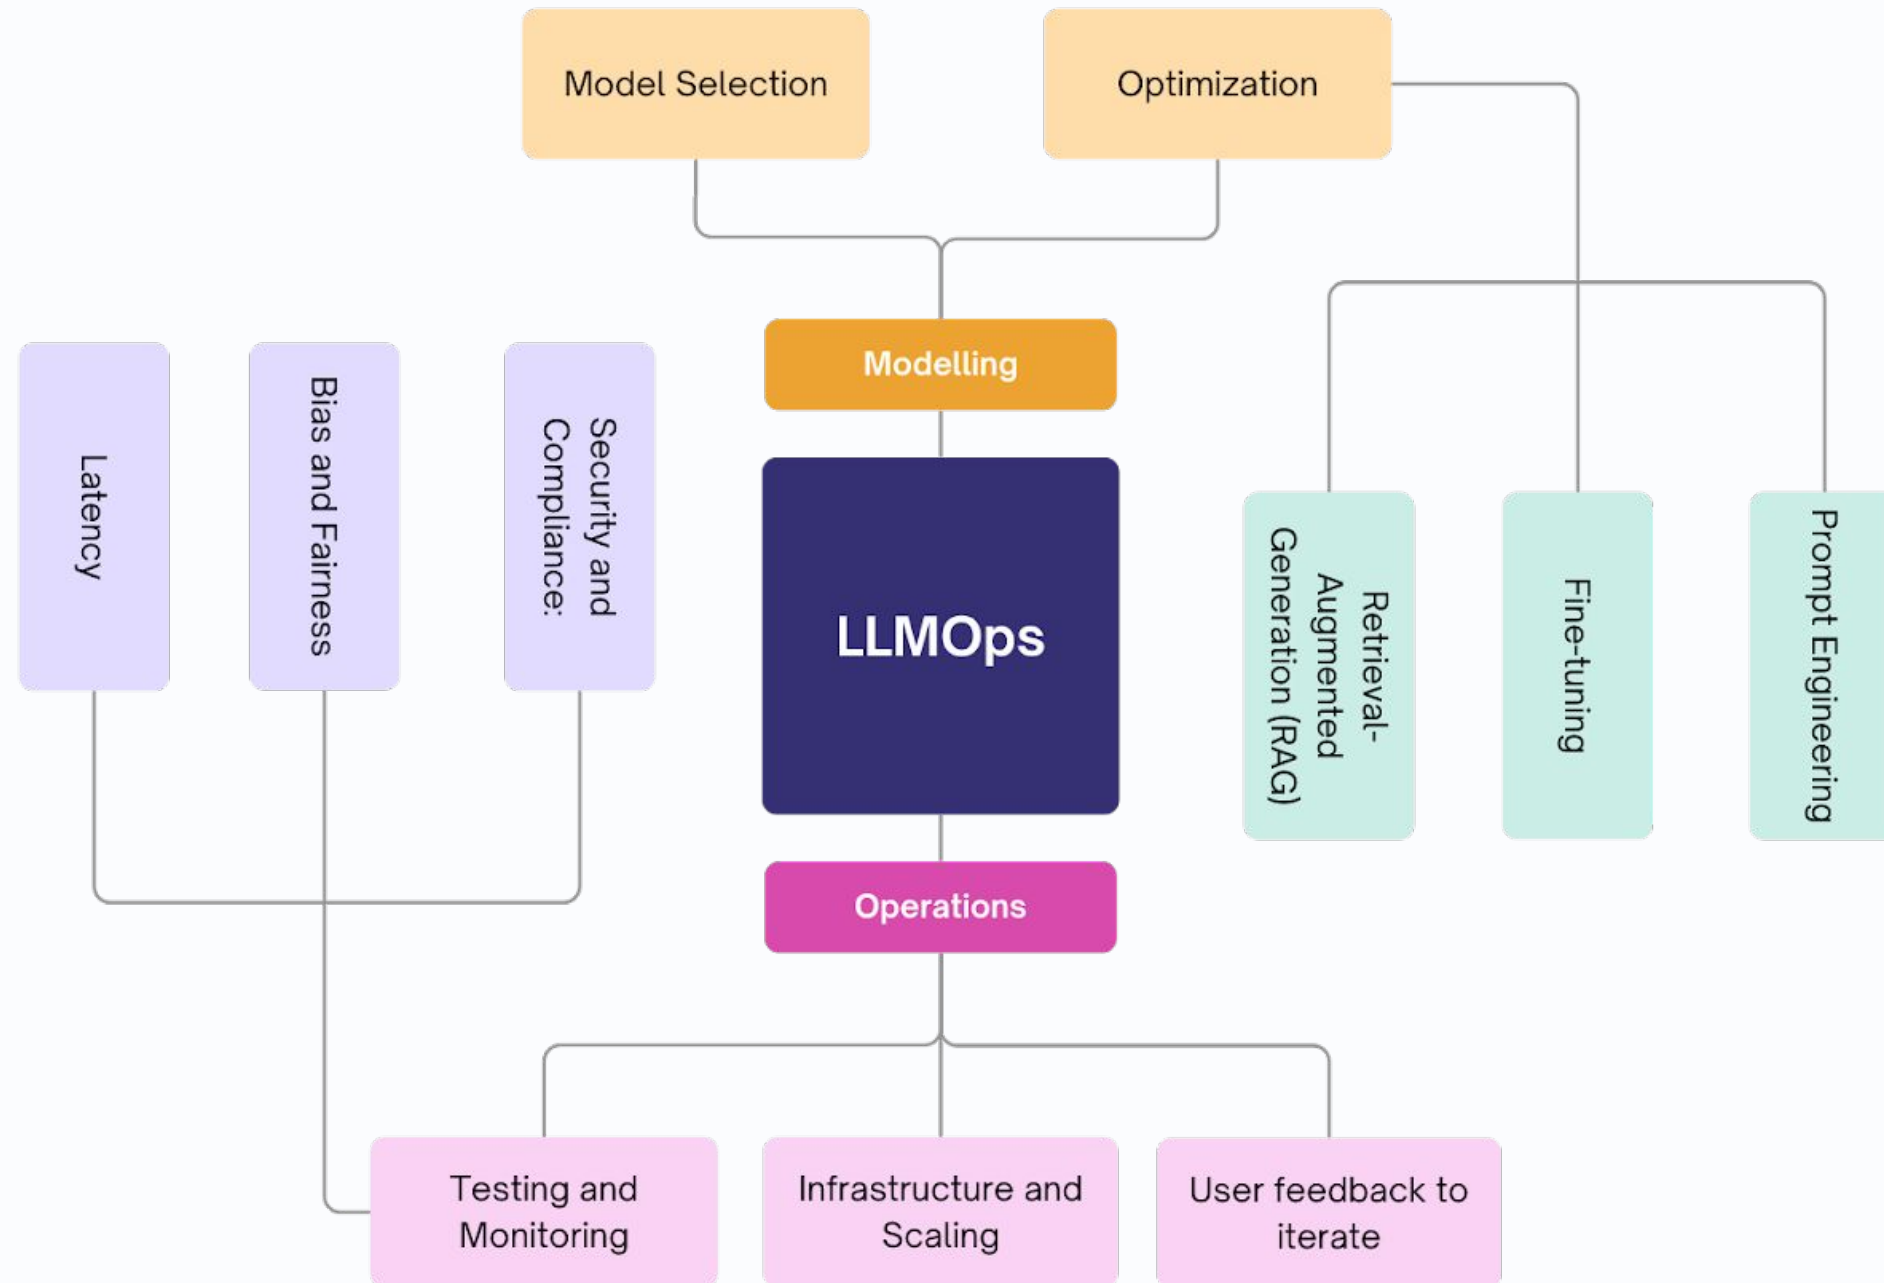 Model Selection
Optimization
Modelling
Latency
Bias and Fairness
Security and
Compliance:
LLMOps
Retrieval-
Augmented
Generation (RAG)
Fine-tuning
Prompt Engineering
Operations
Testing and
Monitoring
Infrastructure and
Scaling
User feedback to
iterate